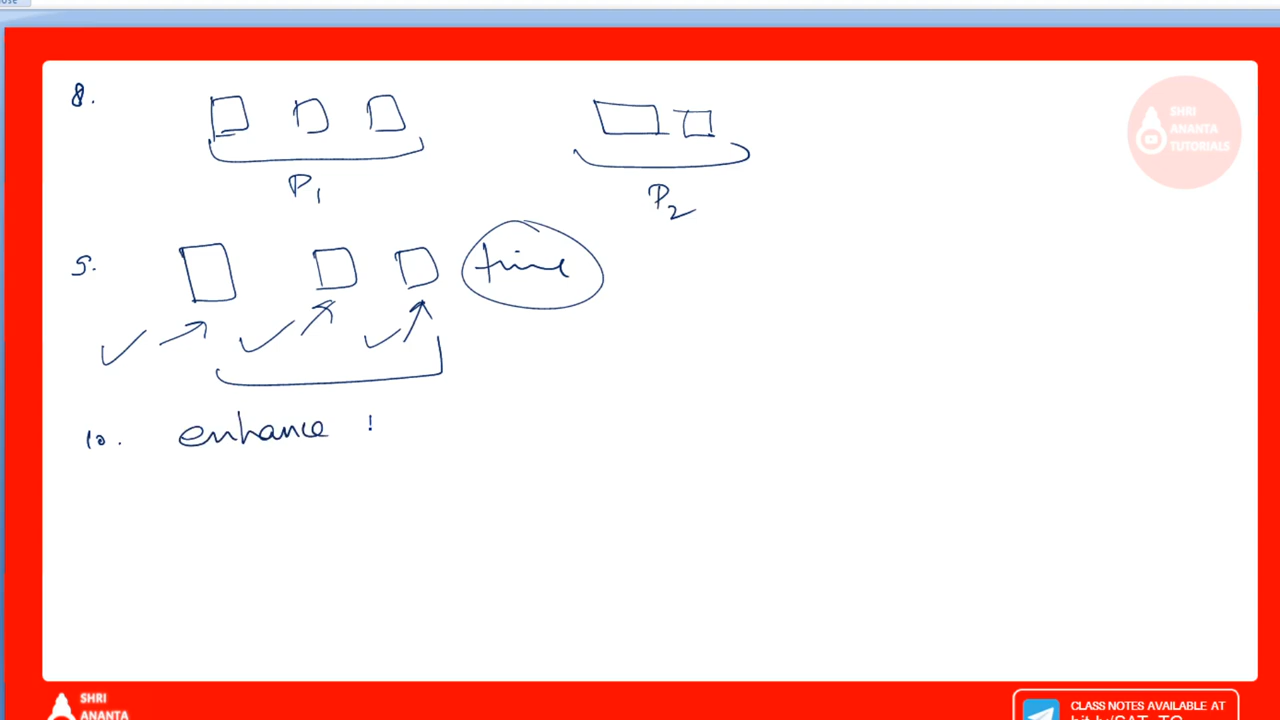 8.
P1
P2
9.
time
10. enhance
SHRI
ANANTA
TUTORIALS
SHRI
ANANTA
CLASS NOTES AVAILABLE AT